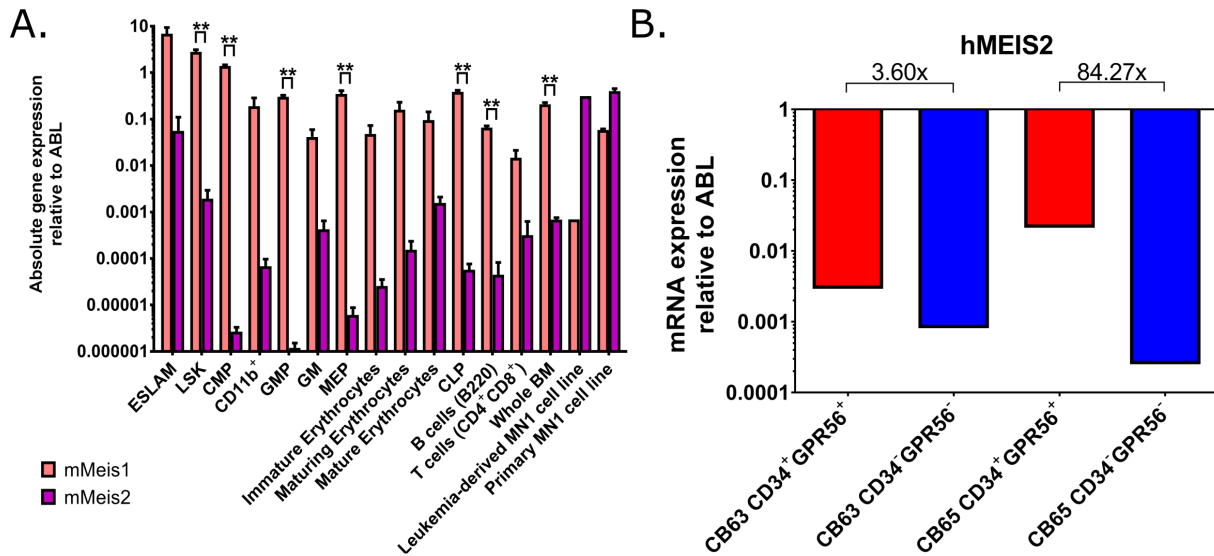 A.
Absolute gene expression
relative to ABL
10
1
0.1
0.01
0.001
0.0001
0.00001
0.000001
**
**
**
**
**
**
**
**
ESLAM
LSK
CMP
CD11b⁺
GMP
GM
MEP
Immature Erythrocytes
Maturing Erythrocytes
Mature Erythrocytes
CLP
B cells (B220)
T cells (CD4⁺CD8⁺)
Whole BM
Leukemia-derived MN1 cell line
Primary MN1 cell line
mMeis1
mMeis2
B.
hMEIS2
3.60x
84.27x
mRNA expression
relative to ABL
1
0.1
0.01
0.001
0.0001
CB63 CD34⁺GPR56⁺
CB63 CD34⁻GPR56⁻
CB65 CD34⁺GPR56⁺
CB65 CD34⁻GPR56⁻